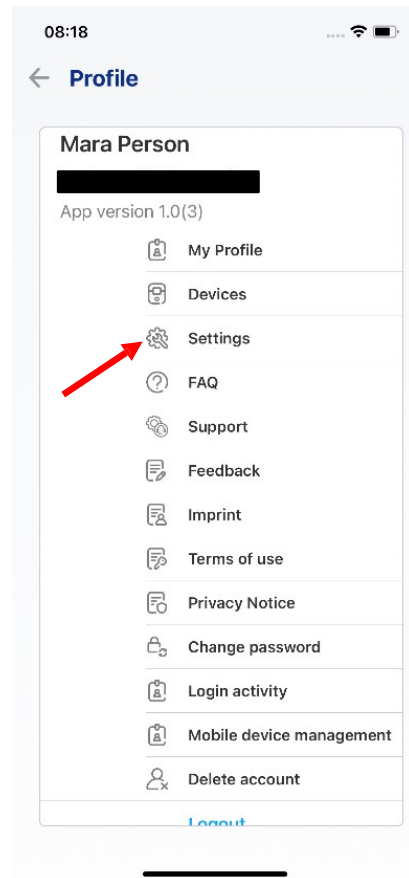 08:18
Profile
Mara Person
App version 1.0(3)
My Profile
Devices
Settings
FAQ
Support
Feedback
Imprint
Terms of use
Privacy Notice
Change password
Login activity
Mobile device management
Delete account
Logout